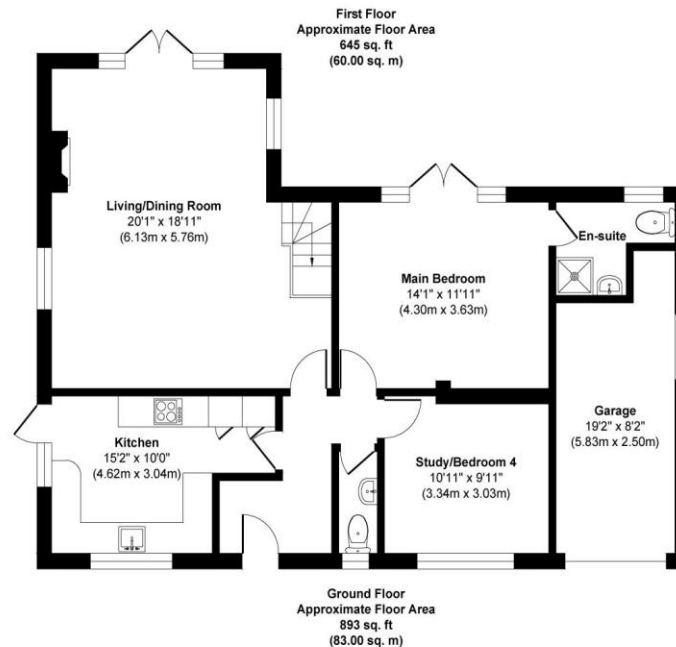 First Floor
Approximate Floor Area
645 sq. ft
(60.00 sq. m)
Living/Dining Room
20'1" x 18'11"
(6.13m x 5.76m)
En-suite
Main Bedroom
14'1" x 11'11"
(4.30m x 3.63m)
Garage
19'2" x 8'2"
(5.83m x 2.50m)
Kitchen
15'2" x 10'0"
(4.62m x 3.04m)
Study/Bedroom 4
10'11" x 9'11"
(3.34m x 3.03m)
Ground Floor
Approximate Floor Area
893 sq. ft
(83.00 sq. m)